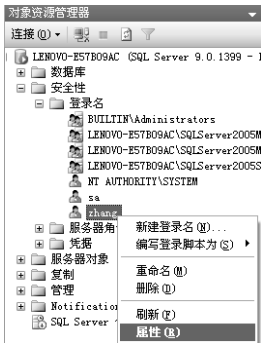 对象资源管理器
连接(O)
LENOVO-E57B09AC (SQL Server 9.0.1399 -
数据库
安全性
登录名
BUILTIN\Administrators
LENOVO-E57B09AC\SQLServer2005M
LENOVO-E57B09AC\SQLServer2005M
LENOVO-E57B09AC\SQLServer2005S
NT AUTHORITY\SYSTEM
sa
zhang
服务器角
凭据
服务器对象
复制
管理
Notification
SQL Server
新建登录名(N)...
编写登录脚本为(S)
重命名(M)
删除(D)
刷新(F)
属性(R)